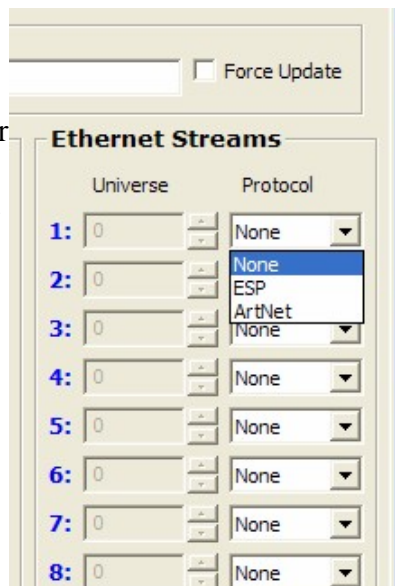 Force Update
r
Ethernet Streams
Universe Protocol
1: 0 None
None
2: 0 ESP
ArtNet
3: 0 None
4: 0 None
5: 0 None
6: 0 None
7: 0 None
8: 0 None